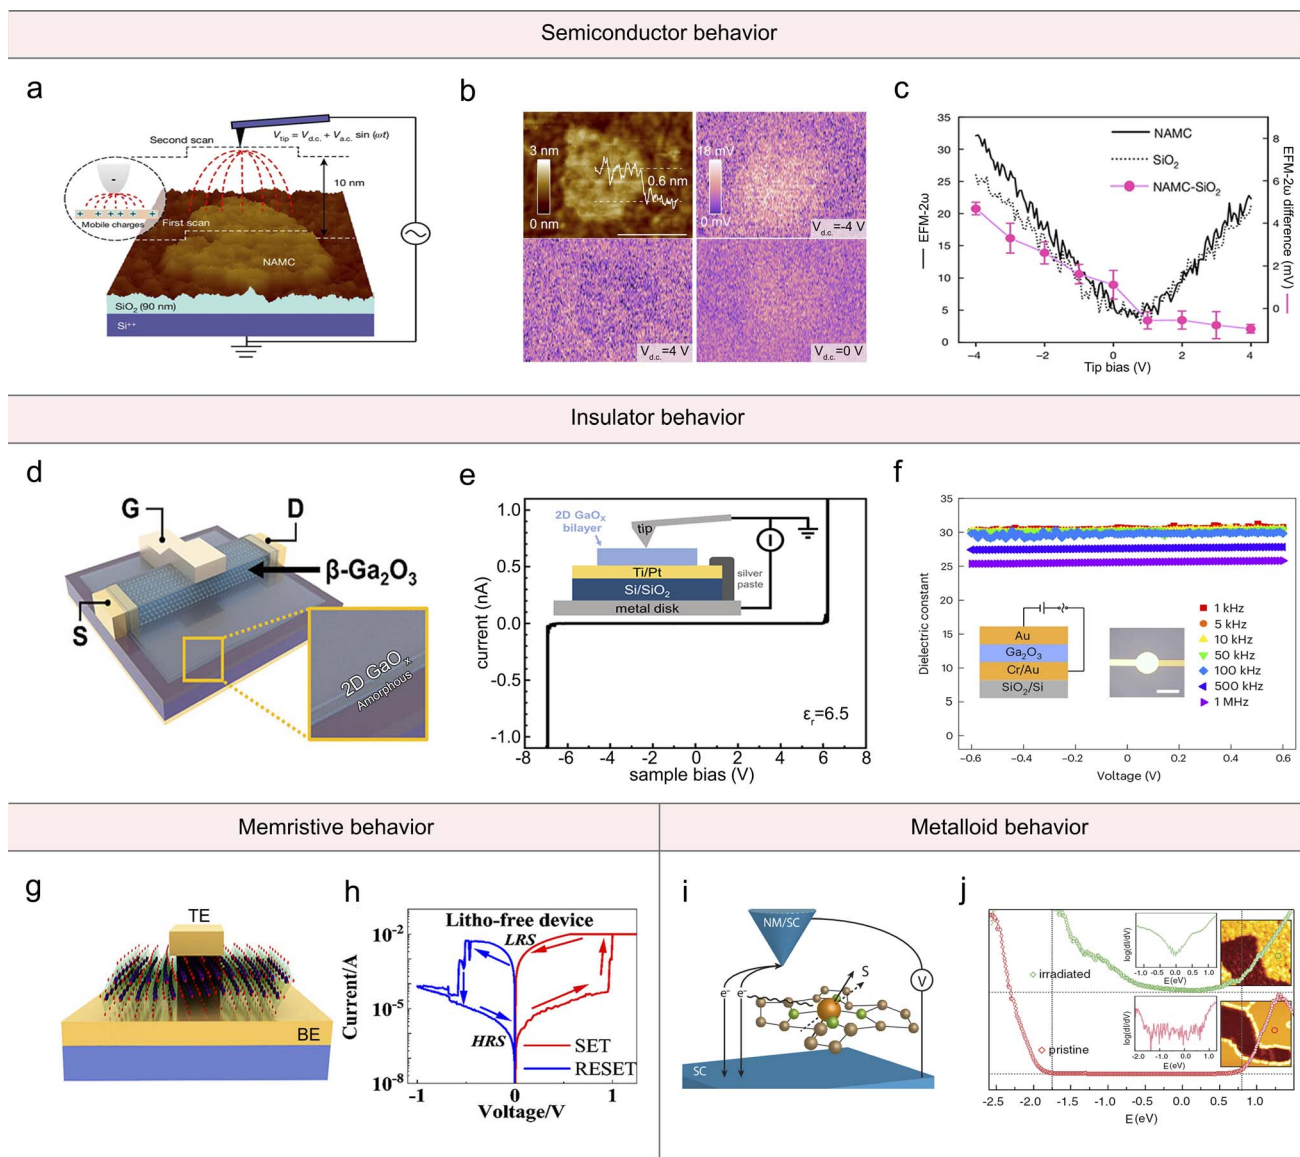 Semiconductor behavior
a
Second scan
V_tip = V_d.c. + V_a.c. sin (ωt)
10 nm
-
+ + + + + +
Mobile charges
First scan
NAMC
SiO₂ (90 nm)
Si⁺⁺
b
3 nm
0 nm
0.6 nm
18 mV
0 mV
V_d.c.=-4 V
V_d.c.=4 V
V_d.c.=0 V
c
EFM-2ω
35
30
25
20
15
10
5
0
NAMC
SiO₂
NAMC-SiO₂
8
6
4
2
0
EFM-2ω difference (mV)
−4
−2
0
2
4
Tip bias (V)
Insulator behavior
d
G
D
β-Ga₂O₃
S
2D GaOₓ
Amorphous
e
current (nA)
1.0
0.5
0.0
-0.5
-1.0
2D GaOₓ
bilayer
tip
I
Ti/Pt
Si/SiO₂
metal disk
silver
paste
εᵣ=6.5
-8 -6 -4 -2 0 2 4 6 8
sample bias (V)
f
Dielectric constant
35
30
25
20
15
10
5
0
Au
Ga₂O₃
Cr/Au
SiO₂/Si
1 kHz
5 kHz
10 kHz
50 kHz
100 kHz
500 kHz
1 MHz
−0.6 −0.4 −0.2 0 0.2 0.4 0.6
Voltage (V)
Memristive behavior
g
TE
BE
h
Litho-free device
LRS
HRS
SET
RESET
Current/A
10⁻²
10⁻⁵
10⁻⁸
-1 0 1
Voltage/V
Metalloid behavior
i
NM/SC
S
V
e⁻
e⁻
SC
j
irradiated
pristine
log(dI/dV)
-1.0 -0.5 0.0 0.5 1.0
E (eV)
log(dI/dV)
-2.0 -1.0 0.0 1.0
E (eV)
-2.5 -1.5 -1.0 -0.5 0.0 0.5 1.0
E (eV)